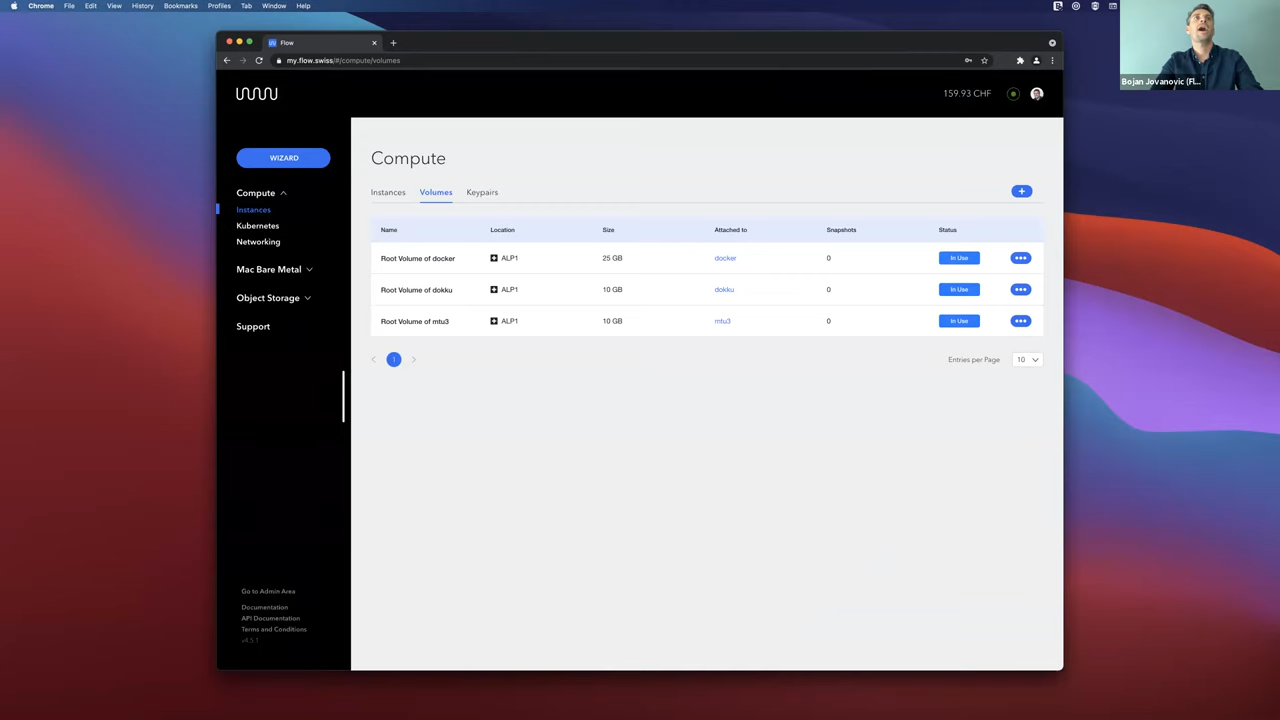 Chrome File Edit View History Bookmarks Profiles Tab Window Help
Flow
my.flow.swiss/#/compute/volumes
Bojan Jovanovic (Fl...
159.93 CHF
WIZARD
Compute
Instances
Kubernetes
Networking
Mac Bare Metal
Object Storage
Support
Go to Admin Area
Documentation
API Documentation
Terms and Conditions
v4.5.1
Compute
Instances Volumes Keypairs
Name Location Size Attached to Snapshots Status
Root Volume of docker ALP1 25 GB docker 0 In Use
Root Volume of dokku ALP1 10 GB dokku 0 In Use
Root Volume of mtu3 ALP1 10 GB mtu3 0 In Use
1
Entries per Page 10